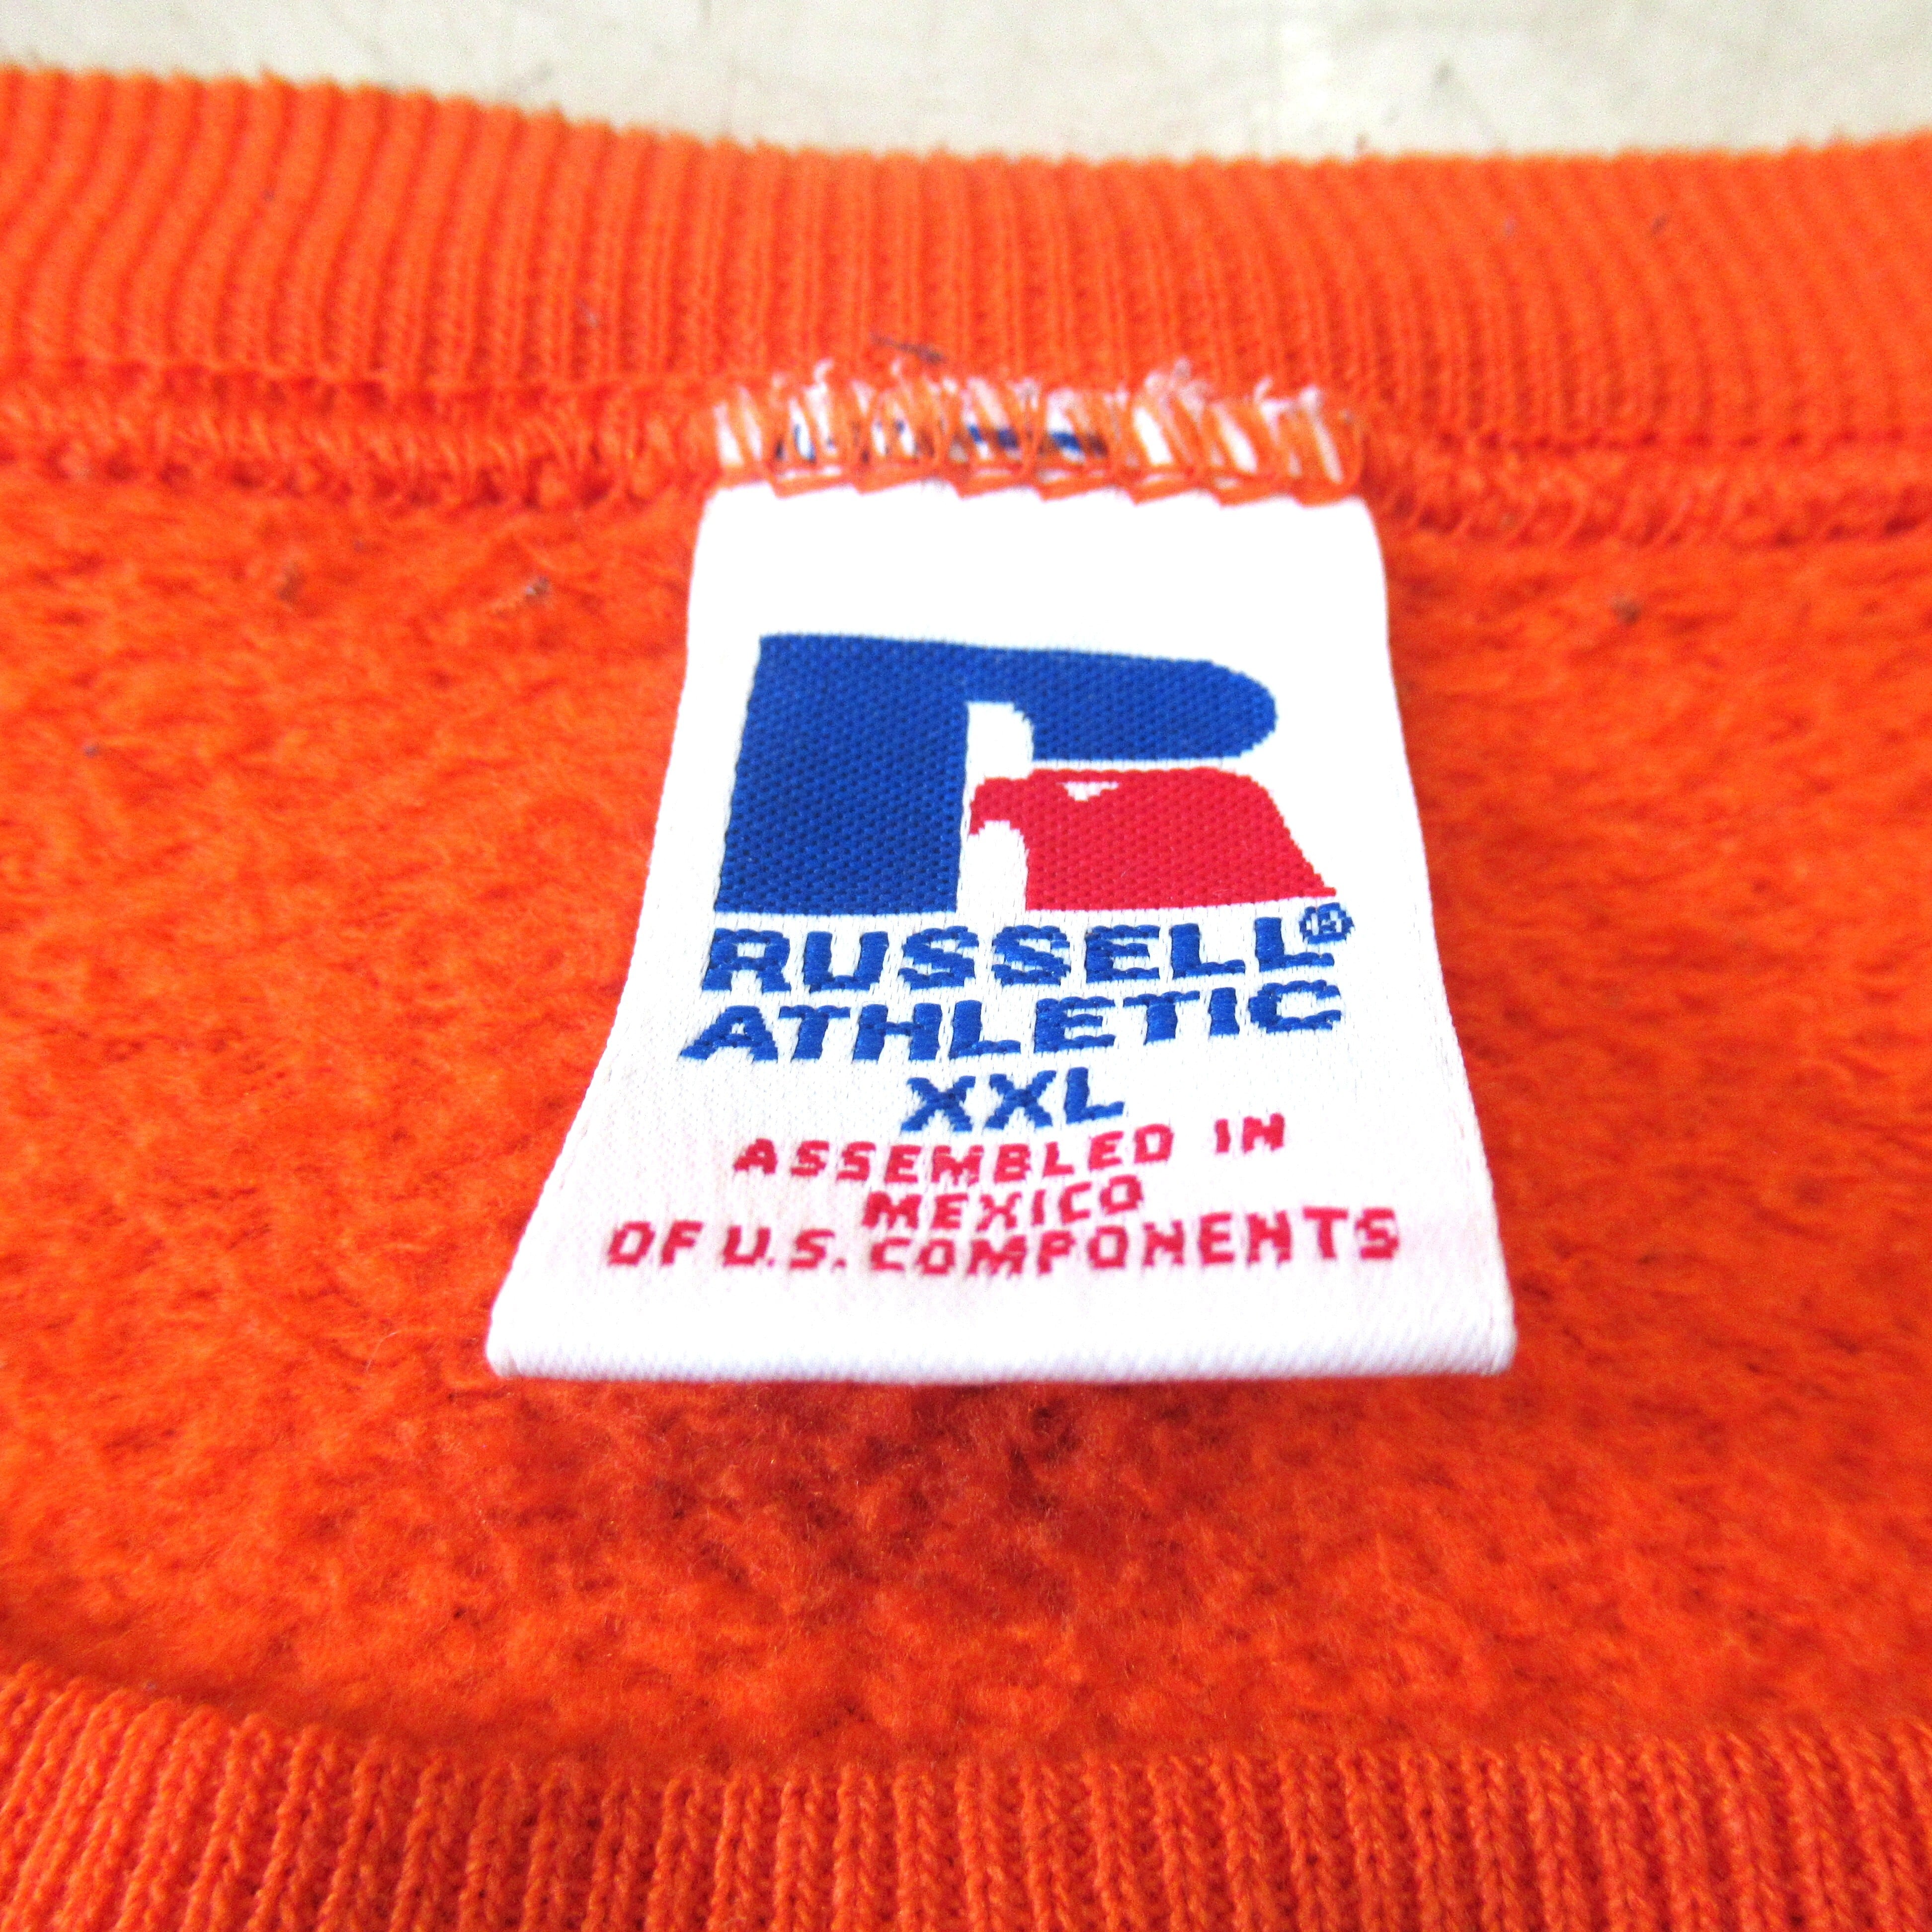 RUSSELL®
ATHLETIC
XXL
ASSEMBLED IN
MEXICO
OF U.S. COMPONENTS